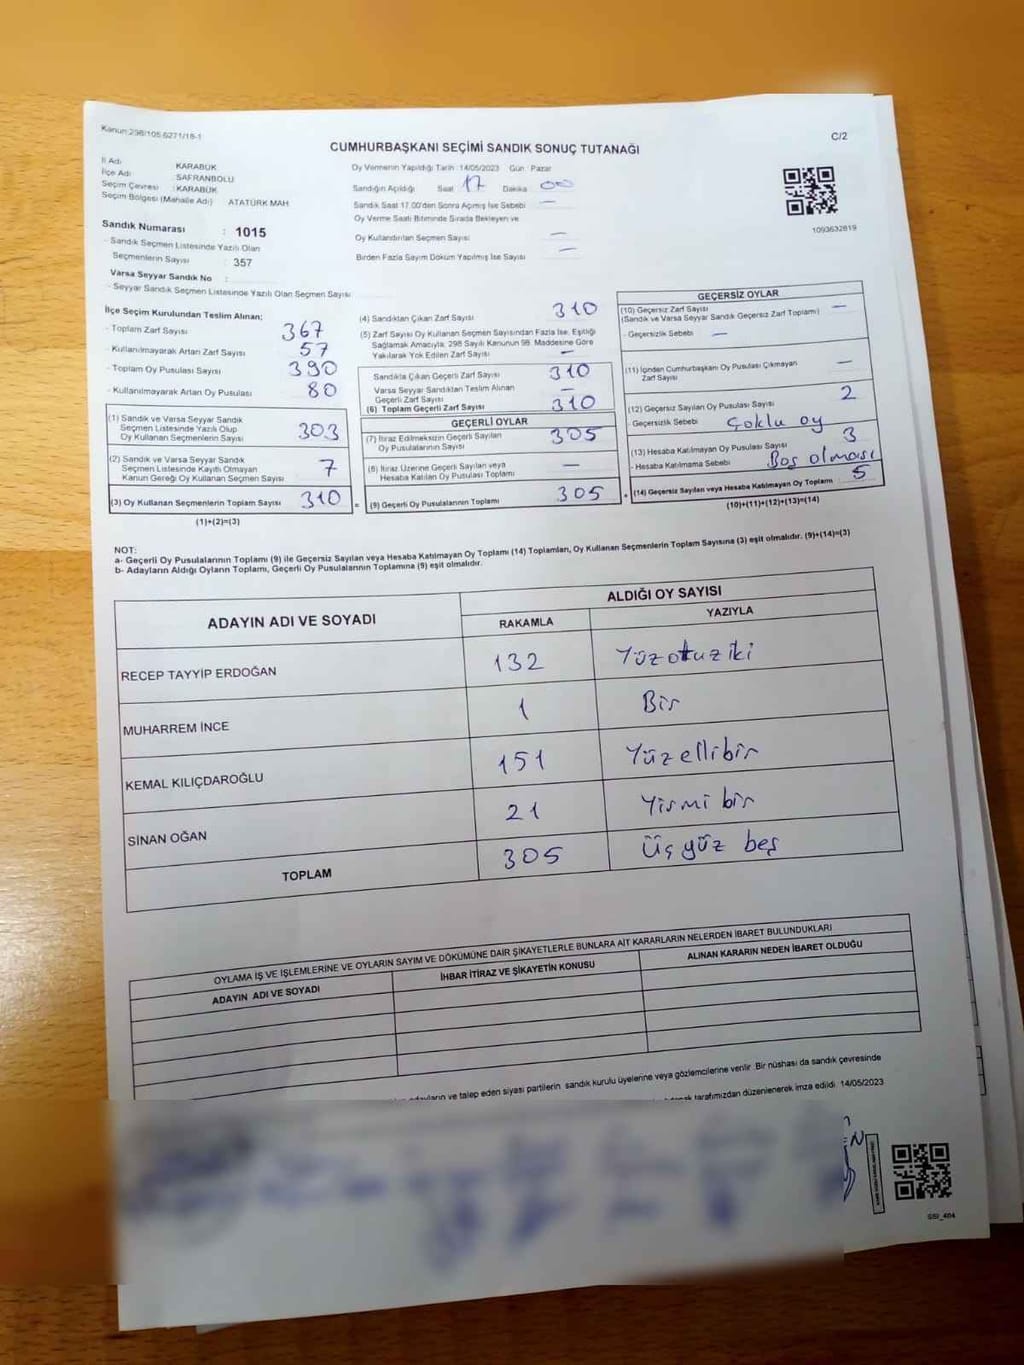 Kanun:298/105 6271/18-1
C/2
CUMHURBAŞKANI SEÇİMİ SANDIK SONUÇ TUTANAĞI
İl Adı KARABÜK
İlçe Adı SAFRANBOLU
Seçim Çevresi : KARABÜK
Seçim Bölgesi (Mahalle Adı) ATATÜRK MAH
Sandık Numarası : 1015
- Sandık Seçmen Listesinde Yazılı Olan
Seçmenlerin Sayısı : 357
Varsa Seyyar Sandık No :
- Seyyar Sandık Seçmen Listesinde Yazılı Olan Seçmen Sayısı
Oy Vermenin Yapıldığı Tarih :14/05/2023 Gün : Pazar
Sandığın Açıldığı Saat 17 Dakika 00
Sandık Saat 17.00'den Sonra Açılmış İse Sebebi —
Oy Verme Saati Bitiminde Sırada Bekleyen ve
Oy Kullandırılan Seçmen Sayısı —
Birden Fazla Sayım Döküm Yapılmış İse Sayısı —
1093632819
İlçe Seçim Kurulundan Teslim Alınan:
- Toplam Zarf Sayısı 367
- Kullanılmayarak Artan Zarf Sayısı 57
- Toplam Oy Pusulası Sayısı 390
- Kullanılmayarak Artan Oy Pusulası 80
(1) Sandık ve Varsa Seyyar Sandık
Seçmen Listesinde Yazılı Olup
Oy Kullanan Seçmenlerin Sayısı 303
(2) Sandık ve Varsa Seyyar Sandık
Seçmen Listesinde Kayıtlı Olmayan
Kanun Gereği Oy Kullanan Seçmen Sayısı 7
(3) Oy Kullanan Seçmenlerin Toplam Sayısı 310 =
(1)+(2)=(3)
(4) Sandıktan Çıkan Zarf Sayısı 310
(5) Zarf Sayısı Oy Kullanan Seçmen Sayısından Fazla İse, Eşitliği
Sağlamak Amacıyla, 298 Sayılı Kanunun 98. Maddesine Göre
Yakılarak Yok Edilen Zarf Sayısı —
Sandıkla Çıkan Geçerli Zarf Sayısı 310
Varsa Seyyar Sandıktan Teslim Alınan
Geçerli Zarf Sayısı —
(6) Toplam Geçerli Zarf Sayısı 310
GEÇERLİ OYLAR
(7) İtiraz Edilmeksizin Geçerli Sayılan
Oy Pusulalarının Sayısı 305
(8) İtiraz Üzerine Geçerli Sayılan veya
Hesaba Katılan Oy Pusulası Toplamı —
(9) Geçerli Oy Pusulalarının Toplamı 305 +
GEÇERSİZ OYLAR
(10) Geçersiz Zarf Sayısı —
(Sandık ve Varsa Seyyar Sandık Geçersiz Zarf Toplamı)
- Geçersizlik Sebebi —
(11) İçinden Cumhurbaşkanı Oy Pusulası Çıkmayan
Zarf Sayısı —
(12) Geçersiz Sayılan Oy Pusulası Sayısı 2
- Geçersizlik Sebebi Çoklu oy
(13) Hesaba Katılmayan Oy Pusulası Sayısı 3
- Hesaba Katılmama Sebebi Boş olması
(14) Geçersiz Sayılan veya Hesaba Katılmayan Oy Toplamı 5
(10)+(11)+(12)+(13)=(14)
NOT:
a- Geçerli Oy Pusulalarının Toplamı (9) ile Geçersiz Sayılan veya Hesaba Katılmayan Oy Toplamı (14) Toplamları, Oy Kullanan Seçmenlerin Toplam Sayısına (3) eşit olmalıdır. (9)+(14)=(3)
b- Adayların Aldığı Oyların Toplamı, Geçerli Oy Pusulalarının Toplamına (9) eşit olmalıdır.
ADAYIN ADI VE SOYADI
ALDIĞI OY SAYISI
RAKAMLA YAZIYLA
RECEP TAYYİP ERDOĞAN 132 Yüzotuziki
MUHARREM İNCE 1 Bir
KEMAL KILIÇDAROĞLU 151 Yüzellibir
SİNAN OĞAN 21 Yirmi bir
TOPLAM 305 Üçyüz beş
OYLAMA İŞ VE İŞLEMLERİNE VE OYLARIN SAYIM VE DÖKÜMÜNE DAİR ŞİKAYETLERLE BUNLARA AİT KARARLARIN NELERDEN İBARET BULUNDUKLARI
ADAYIN ADI VE SOYADI İHBAR İTİRAZ VE ŞİKAYETİN KONUSU ALINAN KARARIN NEDEN İBARET OLDUĞU
adayların ve talep eden siyasi partilerin sandık kurulu üyelerine veya gözlemcilerine verilir. Bir nüshası da sandık çevresinde
tarafımızdan düzenlenerek imza edildi. 14/05/2023